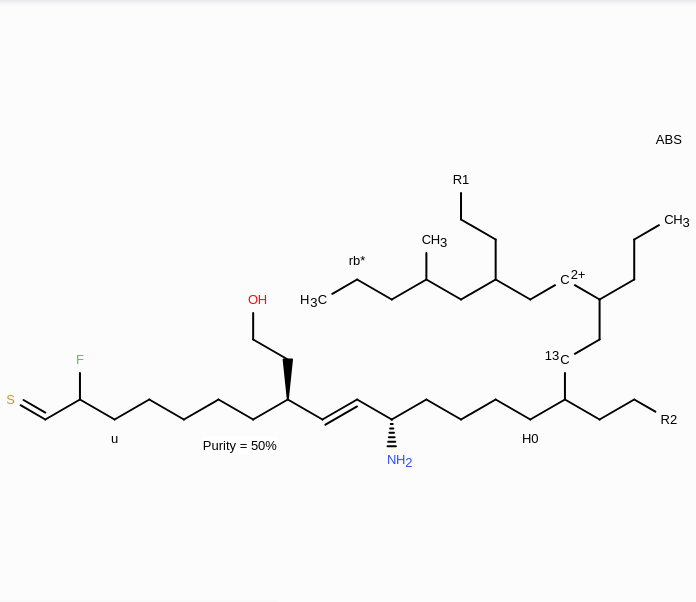 ABS
R1
CH3
CH3
rb*
C2+
H3C
OH
13C
F
S
R2
u
H0
Purity = 50%
NH2